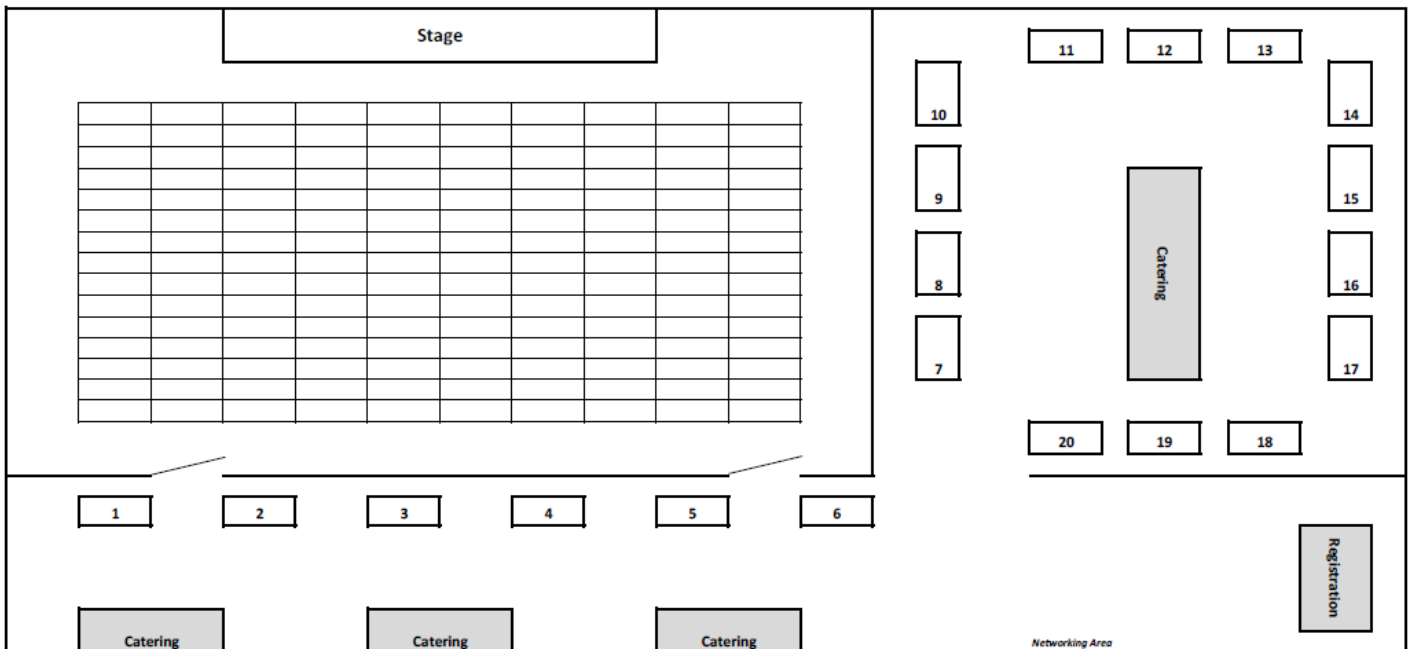 Stage
11
12
13
10
14
9
15
Catering
8
16
7
17
20
19
18
1
2
3
4
5
6
Registration
Catering
Catering
Catering
Networking Area